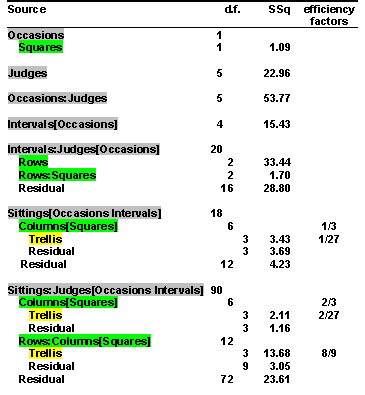 Source d.f. SSq efficiency factors
Occasions 1
Squares 1 1.09
Judges 5 22.96
Occasions:Judges 5 53.77
Intervals[Occasions] 4 15.43
Intervals:Judges[Occasions] 20
Rows 2 33.44
Rows:Squares 2 1.70
Residual 16 28.80
Sittings[Occasions Intervals] 18
Columns[Squares] 6 1/3
Trellis 3 3.43 1/27
Residual 3 3.69
Residual 12 4.23
Sittings:Judges[Occasions Intervals] 90
Columns[Squares] 6 2/3
Trellis 3 2.11 2/27
Residual 3 1.16
Rows:Columns[Squares] 12
Trellis 3 13.68 8/9
Residual 9 3.05
Residual 72 23.61